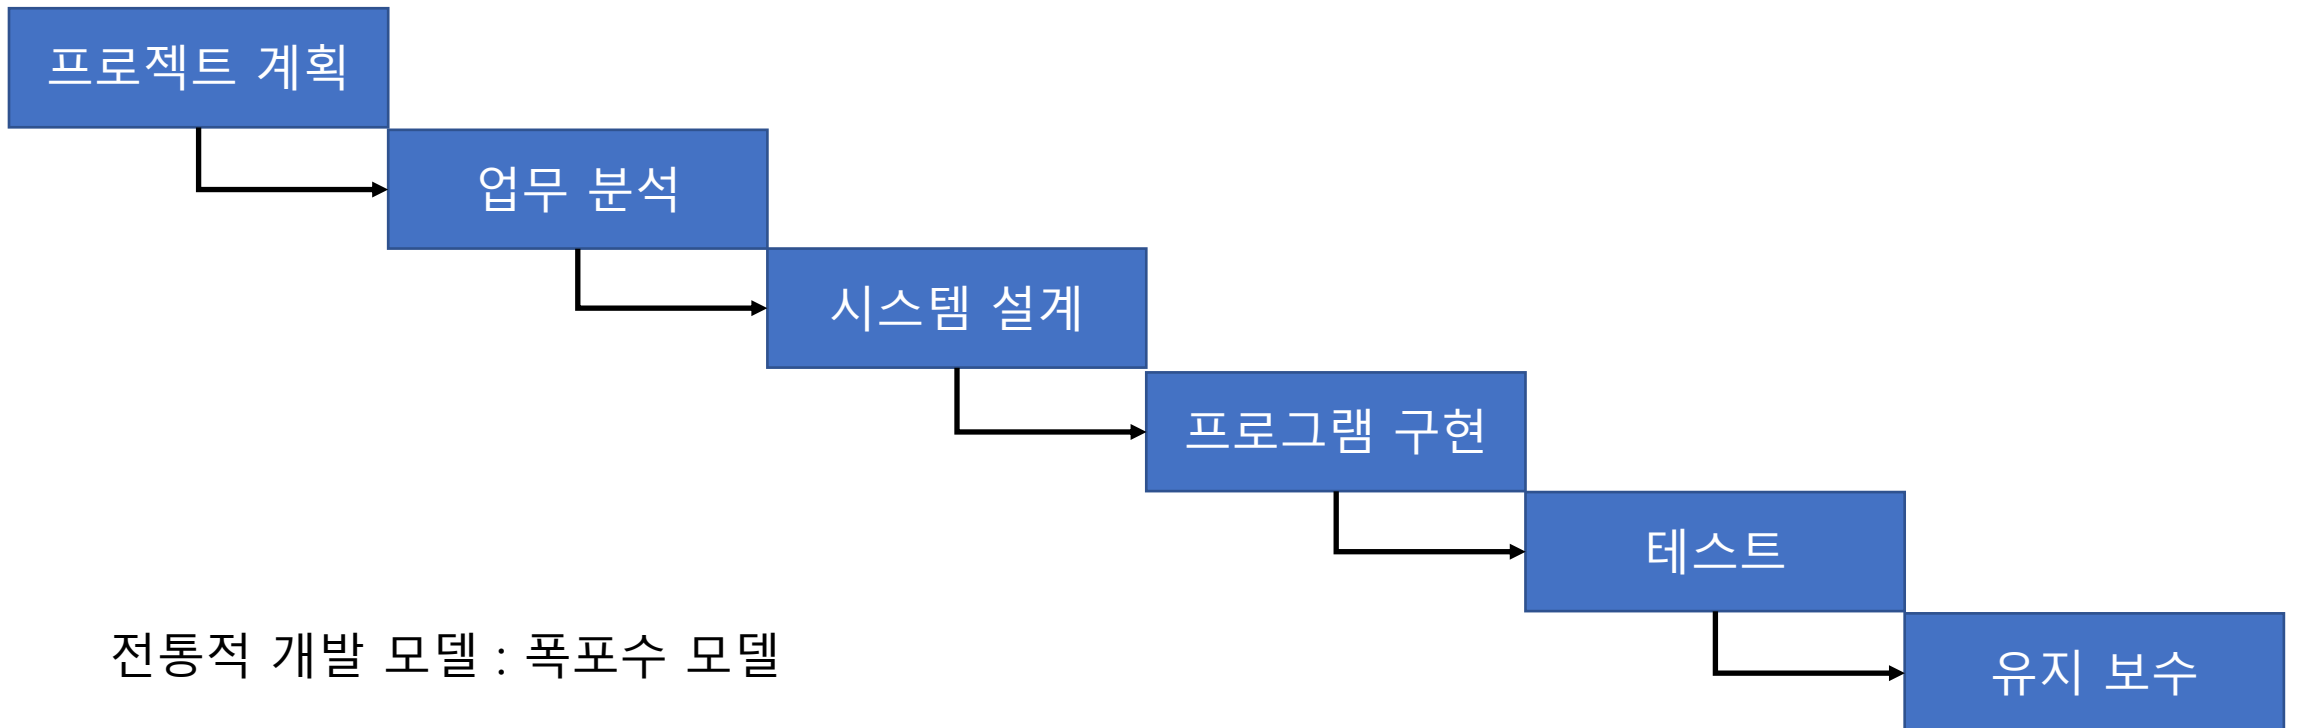 프로젝트 계획
업무 분석
시스템 설계
프로그램 구현
테스트
유지 보수
전통적 개발 모델 : 폭포수 모델